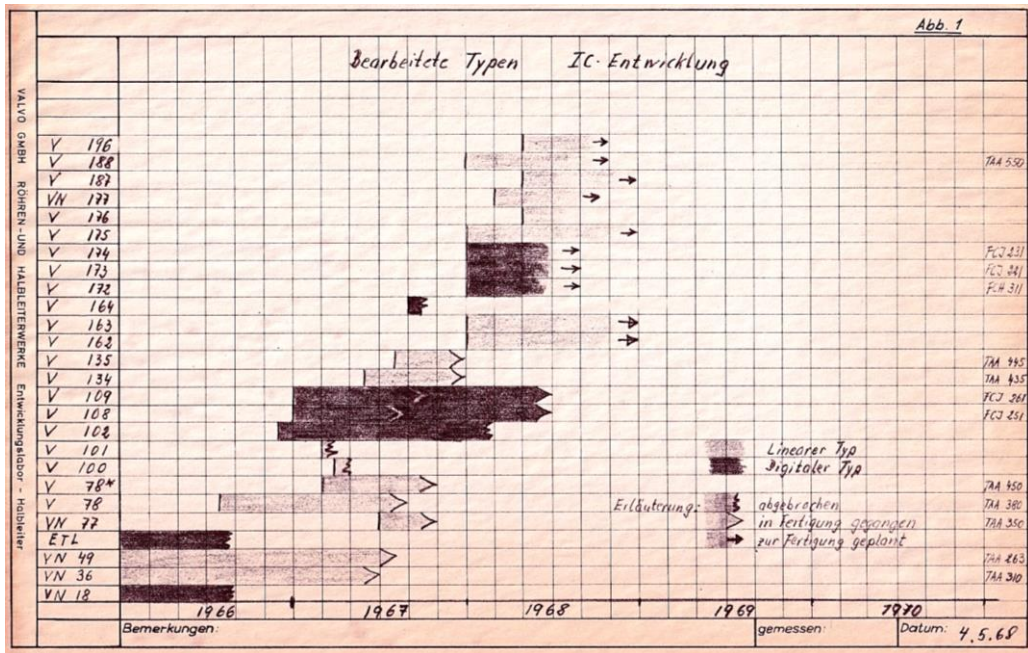 Abb. 1
Bearbeitete Typen IC-Entwicklung
VALVO GMBH RÖHREN-UND HALBLEITERWERKE Entwicklungslabor - Halbleiter
V 196
V 188 TAA 550
V 187
VN 177
V 176
V 175
V 174 FCJ 231
V 173 FCJ 221
V 172 FCH 311
V 164
V 163
V 162
V 135 TAA 445
V 134 TAA 435
V 109 FCJ 261
V 108 FCJ 251
V 102
V 101
V 100
V 78* TAA 450
V 78 TAA 380
VN 77 TAA 350
ETL
VN 49 TAA 263
VN 36 TAA 310
VN 18
Linearer Typ
Digitaler Typ
Erläuterung: abgebrochen
in Fertigung gegangen
zur Fertigung geplant
1966 1967 1968 1969 1970
Bemerkungen: gemessen: Datum: 4.5.68